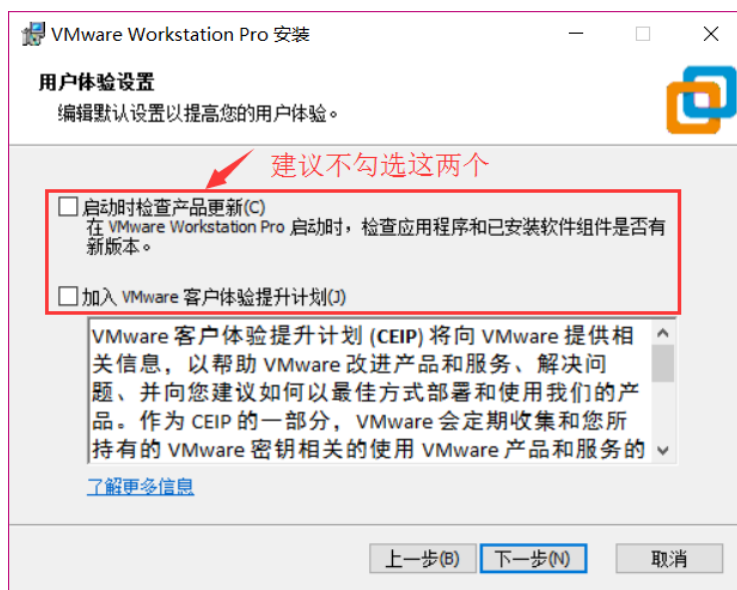 VMware Workstation Pro 安装
用户体验设置
编辑默认设置以提高您的用户体验。
建议不勾选这两个
启动时检查产品更新(C)
在 VMware Workstation Pro 启动时，检查应用程序和已安装软件组件是否有
新版本。
加入 VMware 客户体验提升计划(J)
VMware 客户体验提升计划 (CEIP) 将向 VMware 提供相
关信息，以帮助 VMware 改进产品和服务、解决问
题、并向您建议如何以最佳方式部署和使用我们的产
品。作为 CEIP 的一部分，VMware 会定期收集和您所
持有的 VMware 密钥相关的使用 VMware 产品和服务的
了解更多信息
上一步(B) 下一步(N) 取消